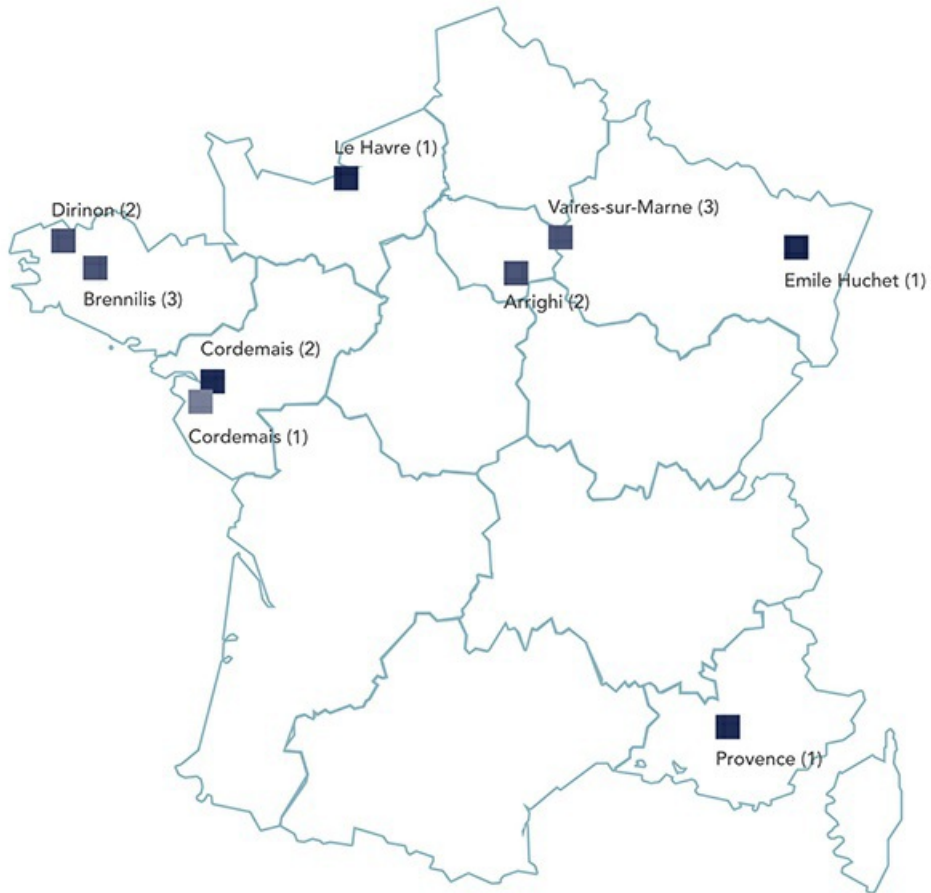 Le Havre (1)
Dirinon (2)
Vaires-sur-Marne (3)
Brennilis (3)
Emile Huchet (1)
Arrighi (2)
Cordemais (2)
Cordemais (1)
Provence (1)